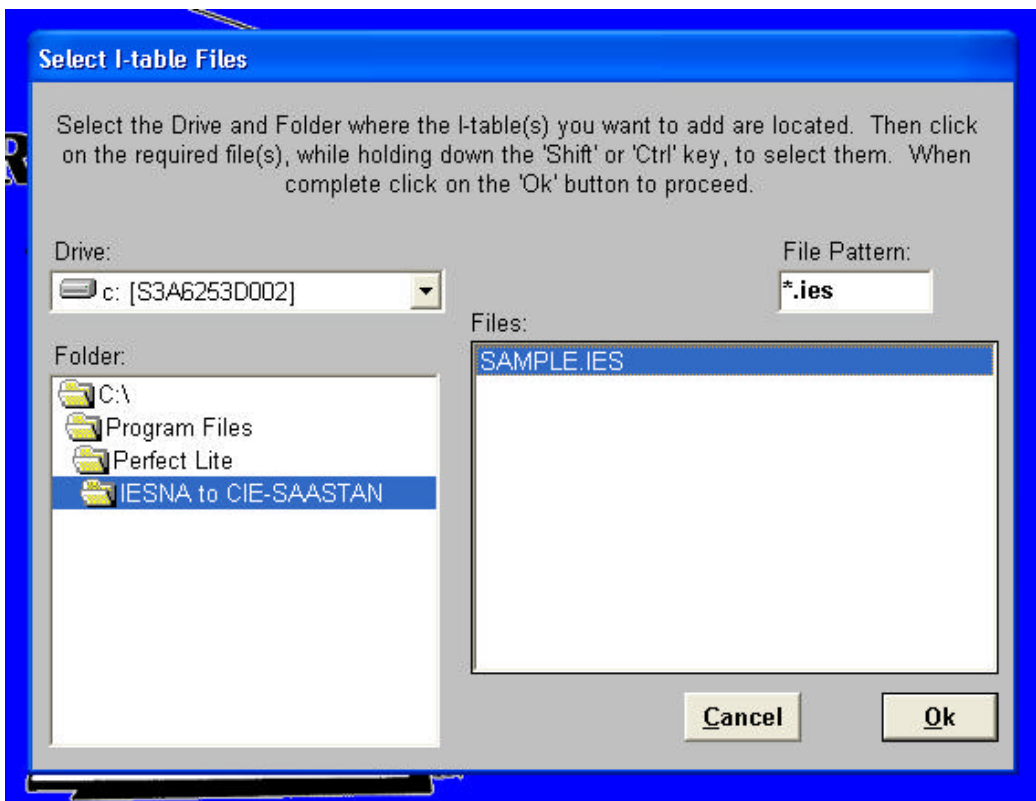 Select I-table Files
Select the Drive and Folder where the I-table(s) you want to add are located.  Then click
on the required file(s), while holding down the 'Shift' or 'Ctrl' key, to select them.  When
complete click on the 'Ok' button to proceed.
Drive:
File Pattern:
c: [S3A6253D002]
*.ies
Files:
Folder:
SAMPLE.IES
C:\
Program Files
Perfect Lite
IESNA to CIE-SAASTAN
Cancel
Ok
R